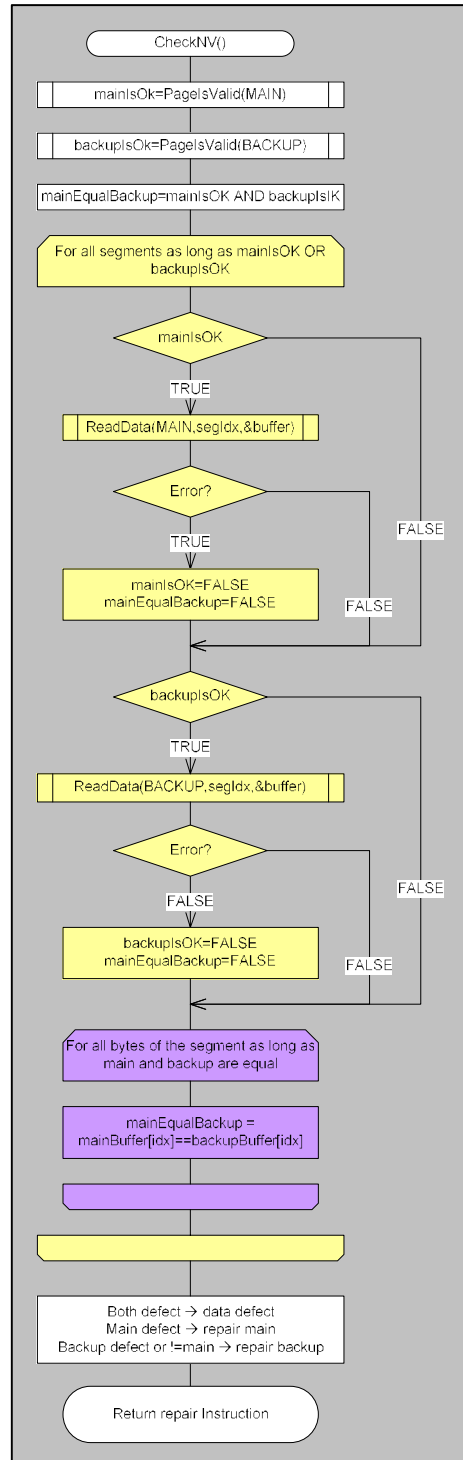 CheckNV()
mainIsOk=PageIsValid(MAIN)
backupIsOk=PageIsValid(BACKUP)
mainEqualBackup=mainIsOK AND backupIsIK
For all segments as long as mainIsOK OR
backupIsOK
mainIsOK
TRUE
ReadData(MAIN,segIdx,&buffer)
Error?
TRUE
FALSE
mainIsOK=FALSE
mainEqualBackup=FALSE
FALSE
backupIsOK
TRUE
ReadData(BACKUP,segIdx,&buffer)
Error?
FALSE
FALSE
backupIsOK=FALSE
mainEqualBackup=FALSE
FALSE
For all bytes of the segment as long as
main and backup are equal
mainEqualBackup =
mainBuffer[idx]==backupBuffer[idx]
Both defect → data defect
Main defect → repair main
Backup defect or !=main → repair backup
Return repair Instruction